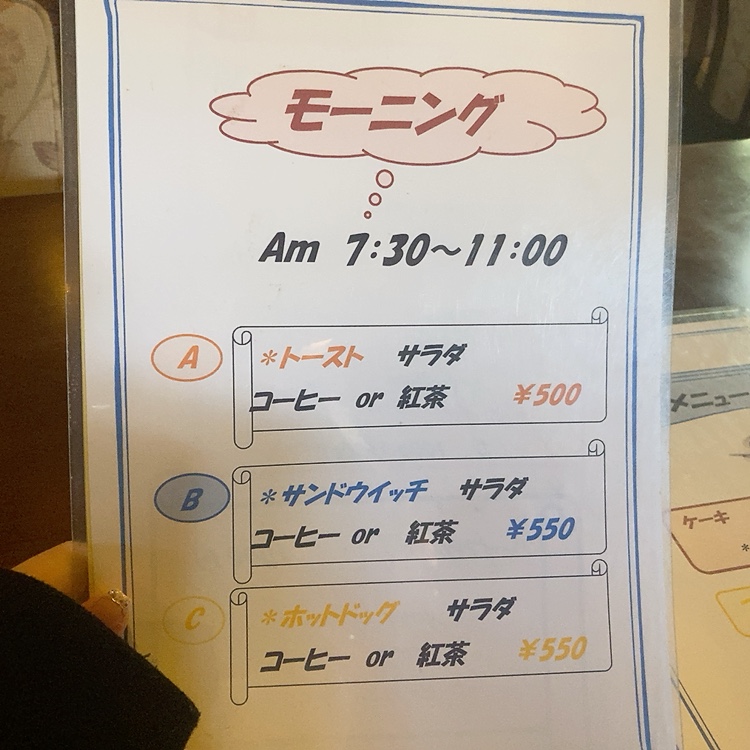 モーニング
Am 7:30～11:00
A
＊トースト サラダ
コーヒー or 紅茶 ¥500
B
＊サンドウイッチ サラダ
コーヒー or 紅茶 ¥550
C
＊ホットドッグ サラダ
コーヒー or 紅茶 ¥550
メニュー
ケーキ
＊